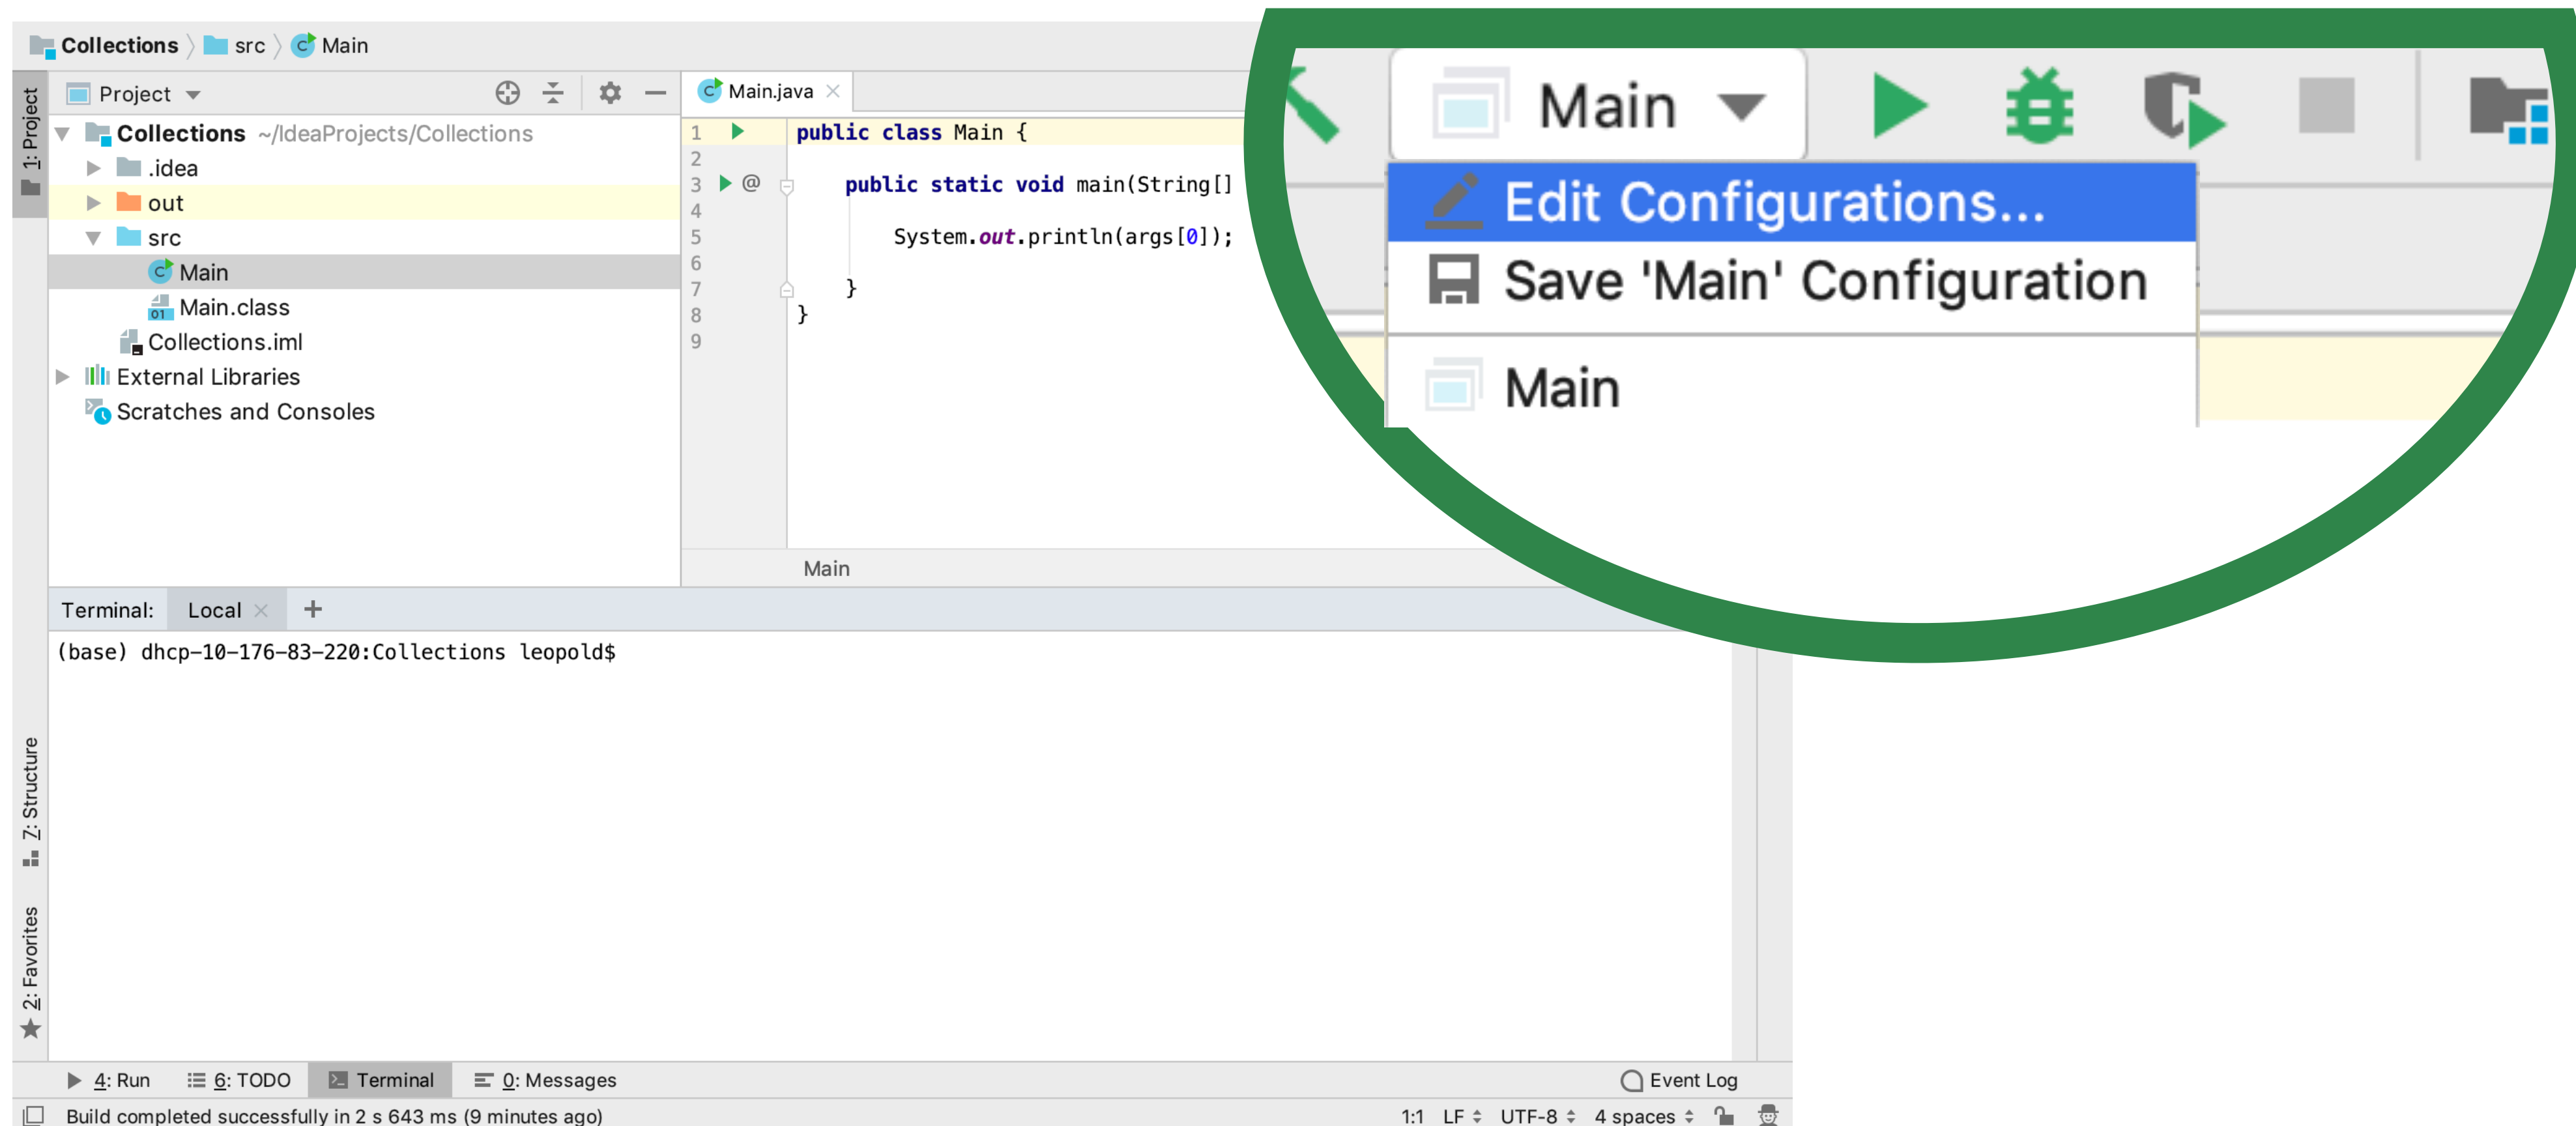 Collections src Main
Project
1: Project
Collections ~/IdeaProjects/Collections
.idea
out
src
Main
Main.class
Collections.iml
External Libraries
Scratches and Consoles
Main.java
1 public class Main {
2
3 @ public static void main(String[]
4
5 System.out.println(args[0]);
6
7 }
8 }
9
Main
Main
Edit Configurations...
Save 'Main' Configuration
Main
Terminal: Local +
(base) dhcp-10-176-83-220:Collections leopold$
7: Structure
2: Favorites
4: Run 6: TODO Terminal 0: Messages Event Log
Build completed successfully in 2 s 643 ms (9 minutes ago) 1:1 LF UTF-8 4 spaces